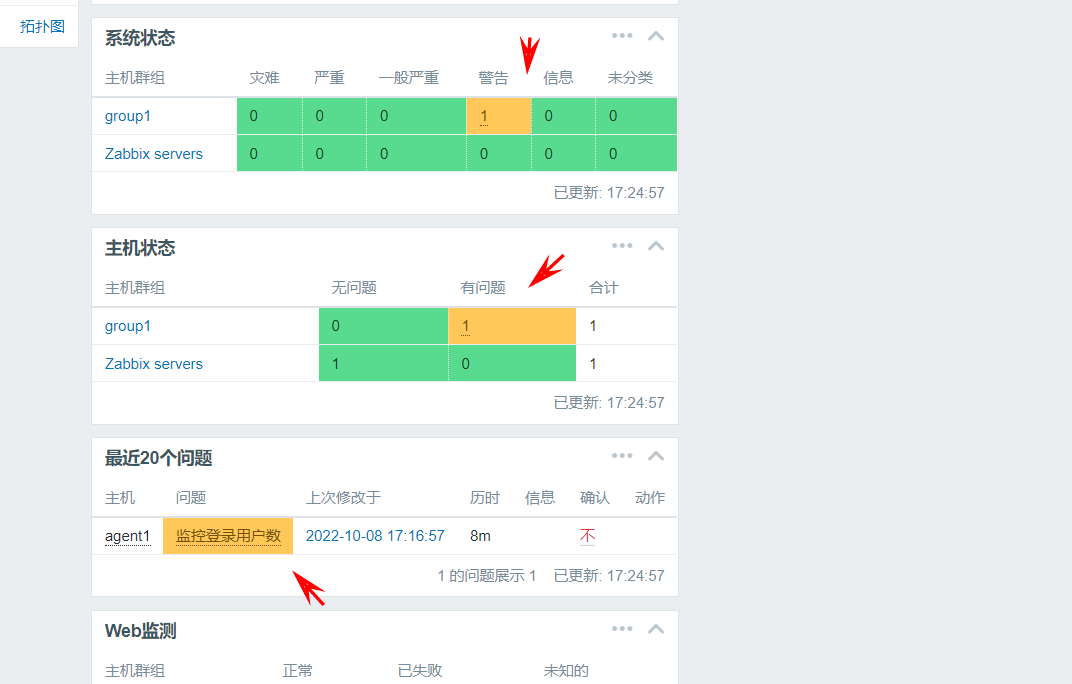 拓扑图
系统状态
主机群组 灾难 严重 一般严重 警告 信息 未分类
group1 0 0 0 1 0 0
Zabbix servers 0 0 0 0 0 0
已更新: 17:24:57
主机状态
主机群组 无问题 有问题 合计
group1 0 1 1
Zabbix servers 1 0 1
已更新: 17:24:57
最近20个问题
主机 问题 上次修改于 历时 信息 确认 动作
agent1 监控登录用户数 2022-10-08 17:16:57 8m 不
1 的问题展示 1 已更新: 17:24:57
Web监测
主机群组 正常 已失败 未知的